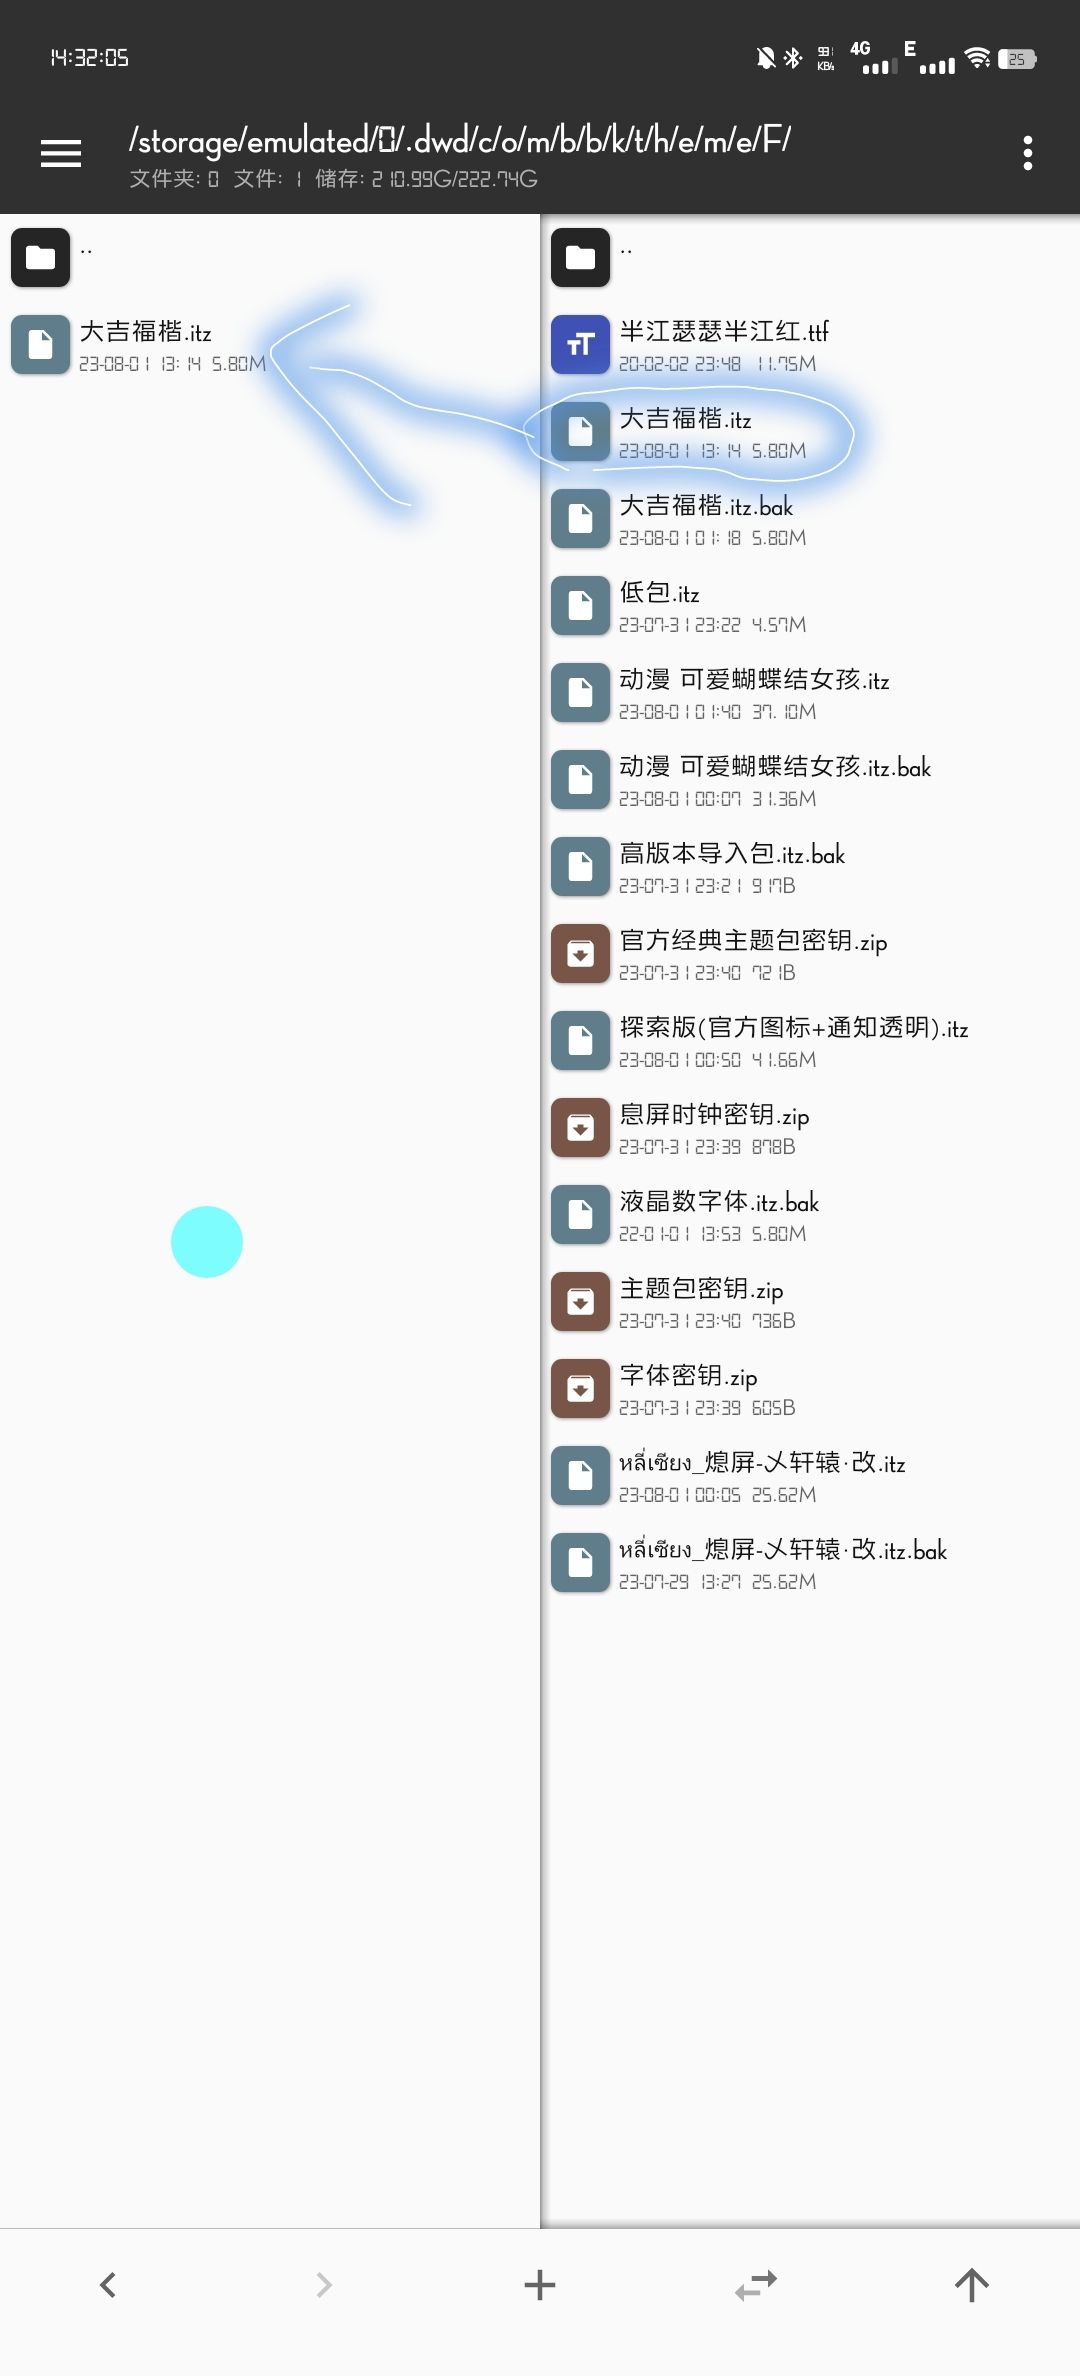 14:32:05
99.1 KB/s 4G E 25
/storage/emulated/0/.dwd/c/o/m/b/b/k/t/h/e/m/e/F/
文件夹: 0 文件: 1 储存: 210.99G/222.74G
..
大吉福楷.itz
23-08-01 13:14 5.80M
..
半江瑟瑟半江红.ttf
20-02-02 23:48 11.75M
大吉福楷.itz
23-08-01 13:14 5.80M
大吉福楷.itz.bak
23-08-01 01:18 5.80M
低包.itz
23-07-31 23:22 4.57M
动漫 可爱蝴蝶结女孩.itz
23-08-01 01:40 37.10M
动漫 可爱蝴蝶结女孩.itz.bak
23-08-01 00:07 31.36M
高版本导入包.itz.bak
23-07-31 23:21 917B
官方经典主题包密钥.zip
23-07-31 23:40 721B
探索版(官方图标+通知透明).itz
23-08-01 00:50 41.66M
息屏时钟密钥.zip
23-07-31 23:39 878B
液晶数字体.itz.bak
22-01-01 13:53 5.80M
主题包密钥.zip
23-07-31 23:40 736B
字体密钥.zip
23-07-31 23:39 605B
หลี่เซียง_熄屏-乄轩辕·改.itz
23-08-01 00:05 25.62M
หลี่เซียง_熄屏-乄轩辕·改.itz.bak
23-07-29 13:27 25.62M